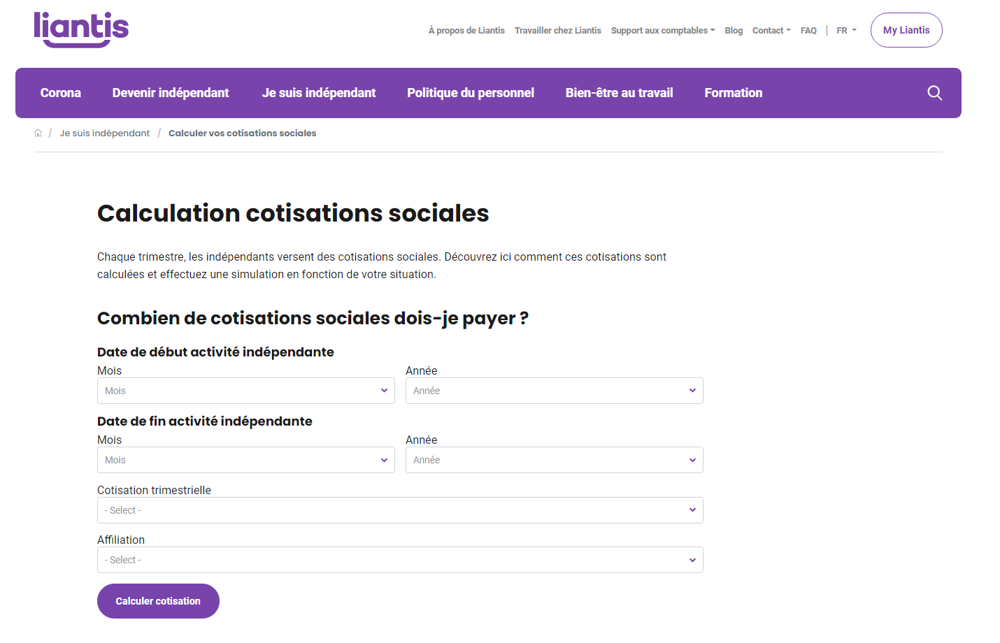 liantis
À propos de Liantis Travailler chez Liantis Support aux comptables Blog Contact FAQ | FR My Liantis
Corona Devenir indépendant Je suis indépendant Politique du personnel Bien-être au travail Formation
/ Je suis indépendant / Calculer vos cotisations sociales
Calculation cotisations sociales
Chaque trimestre, les indépendants versent des cotisations sociales. Découvrez ici comment ces cotisations sont
calculées et effectuez une simulation en fonction de votre situation.
Combien de cotisations sociales dois-je payer ?
Date de début activité indépendante
Mois Année
Mois Année
Date de fin activité indépendante
Mois Année
Mois Année
Cotisation trimestrielle
- Select -
Affiliation
- Select -
Calculer cotisation